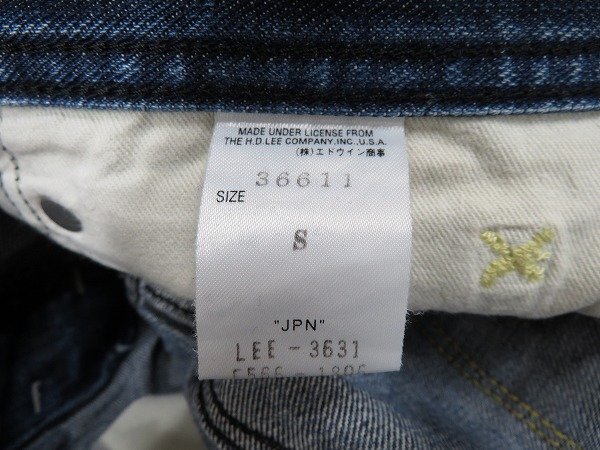 MADE UNDER LICENSE FROM
THE H.D.LEE COMPANY,INC.,U.S.A.
(株)エドウイン商事
36611
SIZE
S
"JPN"
LEE-3631